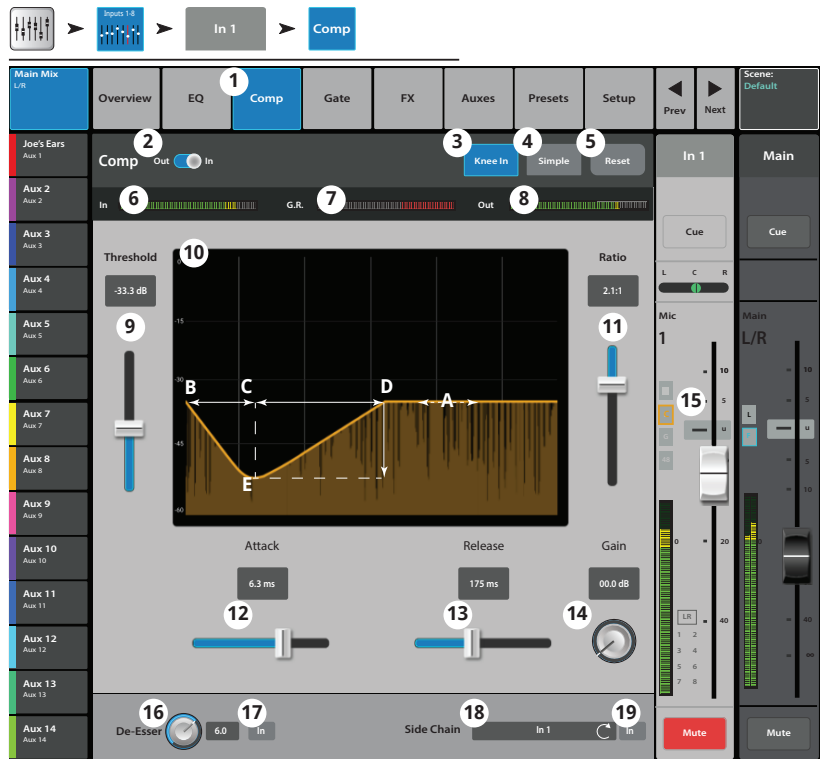 Inputs 1-8
In 1
Comp
Main Mix
L/R
Overview
EQ
1
Comp
Gate
FX
Auxes
Presets
Setup
Prev
Next
Scene:
Default
Joe's Ears
Aux 1
Aux 2
Aux 2
Aux 3
Aux 3
Aux 4
Aux 4
Aux 5
Aux 5
Aux 6
Aux 6
Aux 7
Aux 7
Aux 8
Aux 8
Aux 9
Aux 9
Aux 10
Aux 10
Aux 11
Aux 11
Aux 12
Aux 12
Aux 13
Aux 13
Aux 14
Aux 14
2
3
4
5
Comp
Out
In
Knee In
Simple
Reset
In
6
G.R.
7
Out
8
Threshold
-33.3 dB
9
10
0
-15
-30
-45
-60
B
C
D
A
E
Ratio
2.1:1
11
Attack
6.3 ms
12
Release
175 ms
13
Gain
00.0 dB
14
16
De-Esser
6.0
17
In
18
Side Chain
In 1
19
In
In 1
Cue
L
C
R
Mic
1
10
15
5
L
u
0
20
LR
40
1 2
3 4
5 6
7 8
Mute
Main
Cue
Main
L/R
10
5
L
u
5
10
20
40
∞
Mute